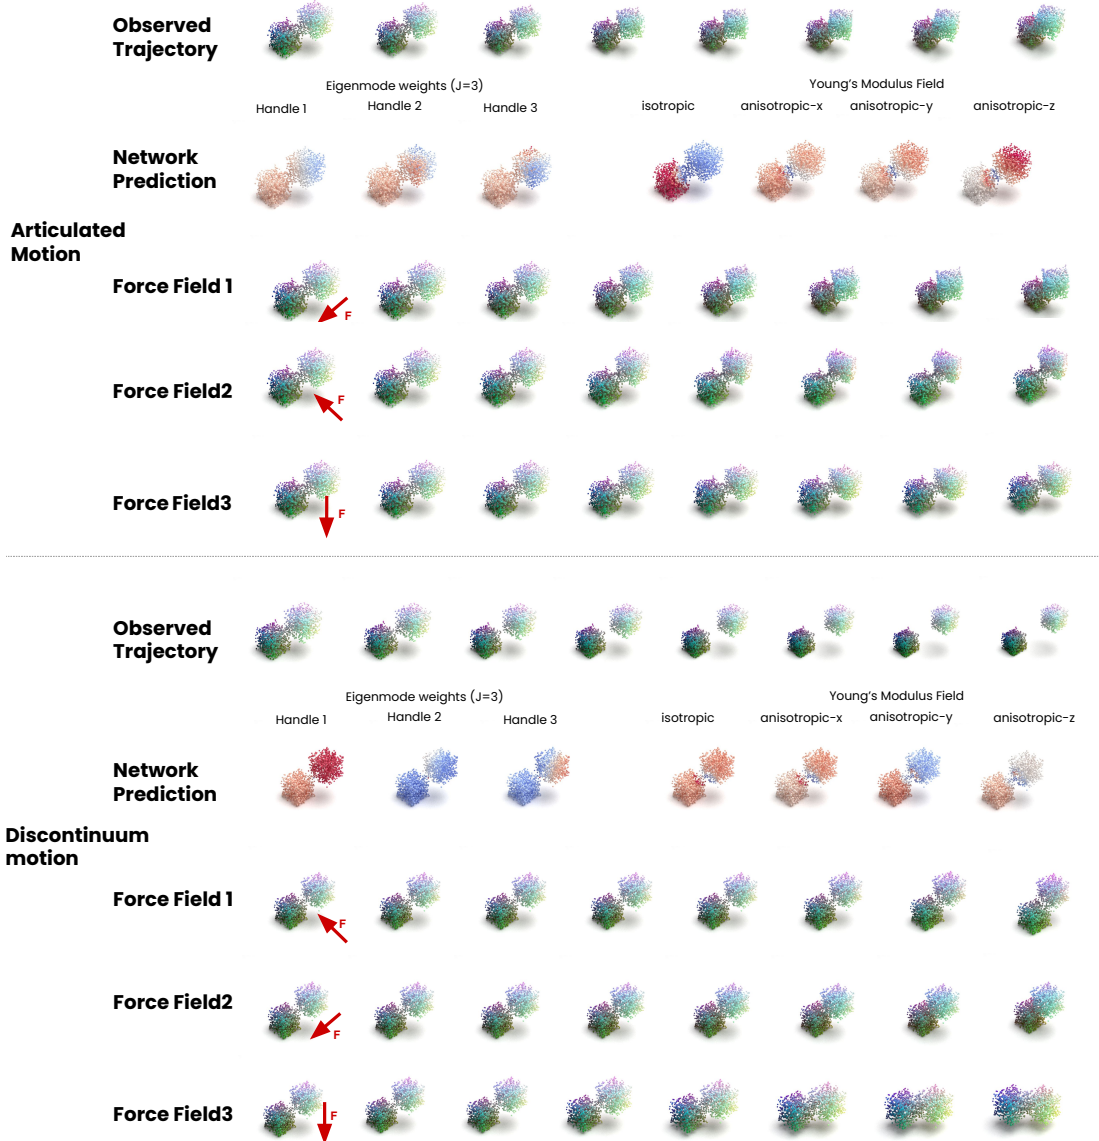 Observed
Trajectory
Eigenmode weights (J=3)
Young's Modulus Field
Handle 1
Handle 2
Handle 3
isotropic
anisotropic-x
anisotropic-y
anisotropic-z
Network
Prediction
Articulated
Motion
Force Field 1
F
Force Field2
F
Force Field3
F
Observed
Trajectory
Eigenmode weights (J=3)
Young's Modulus Field
Handle 1
Handle 2
Handle 3
isotropic
anisotropic-x
anisotropic-y
anisotropic-z
Network
Prediction
Discontinuum
motion
Force Field 1
F
Force Field2
F
Force Field3
F